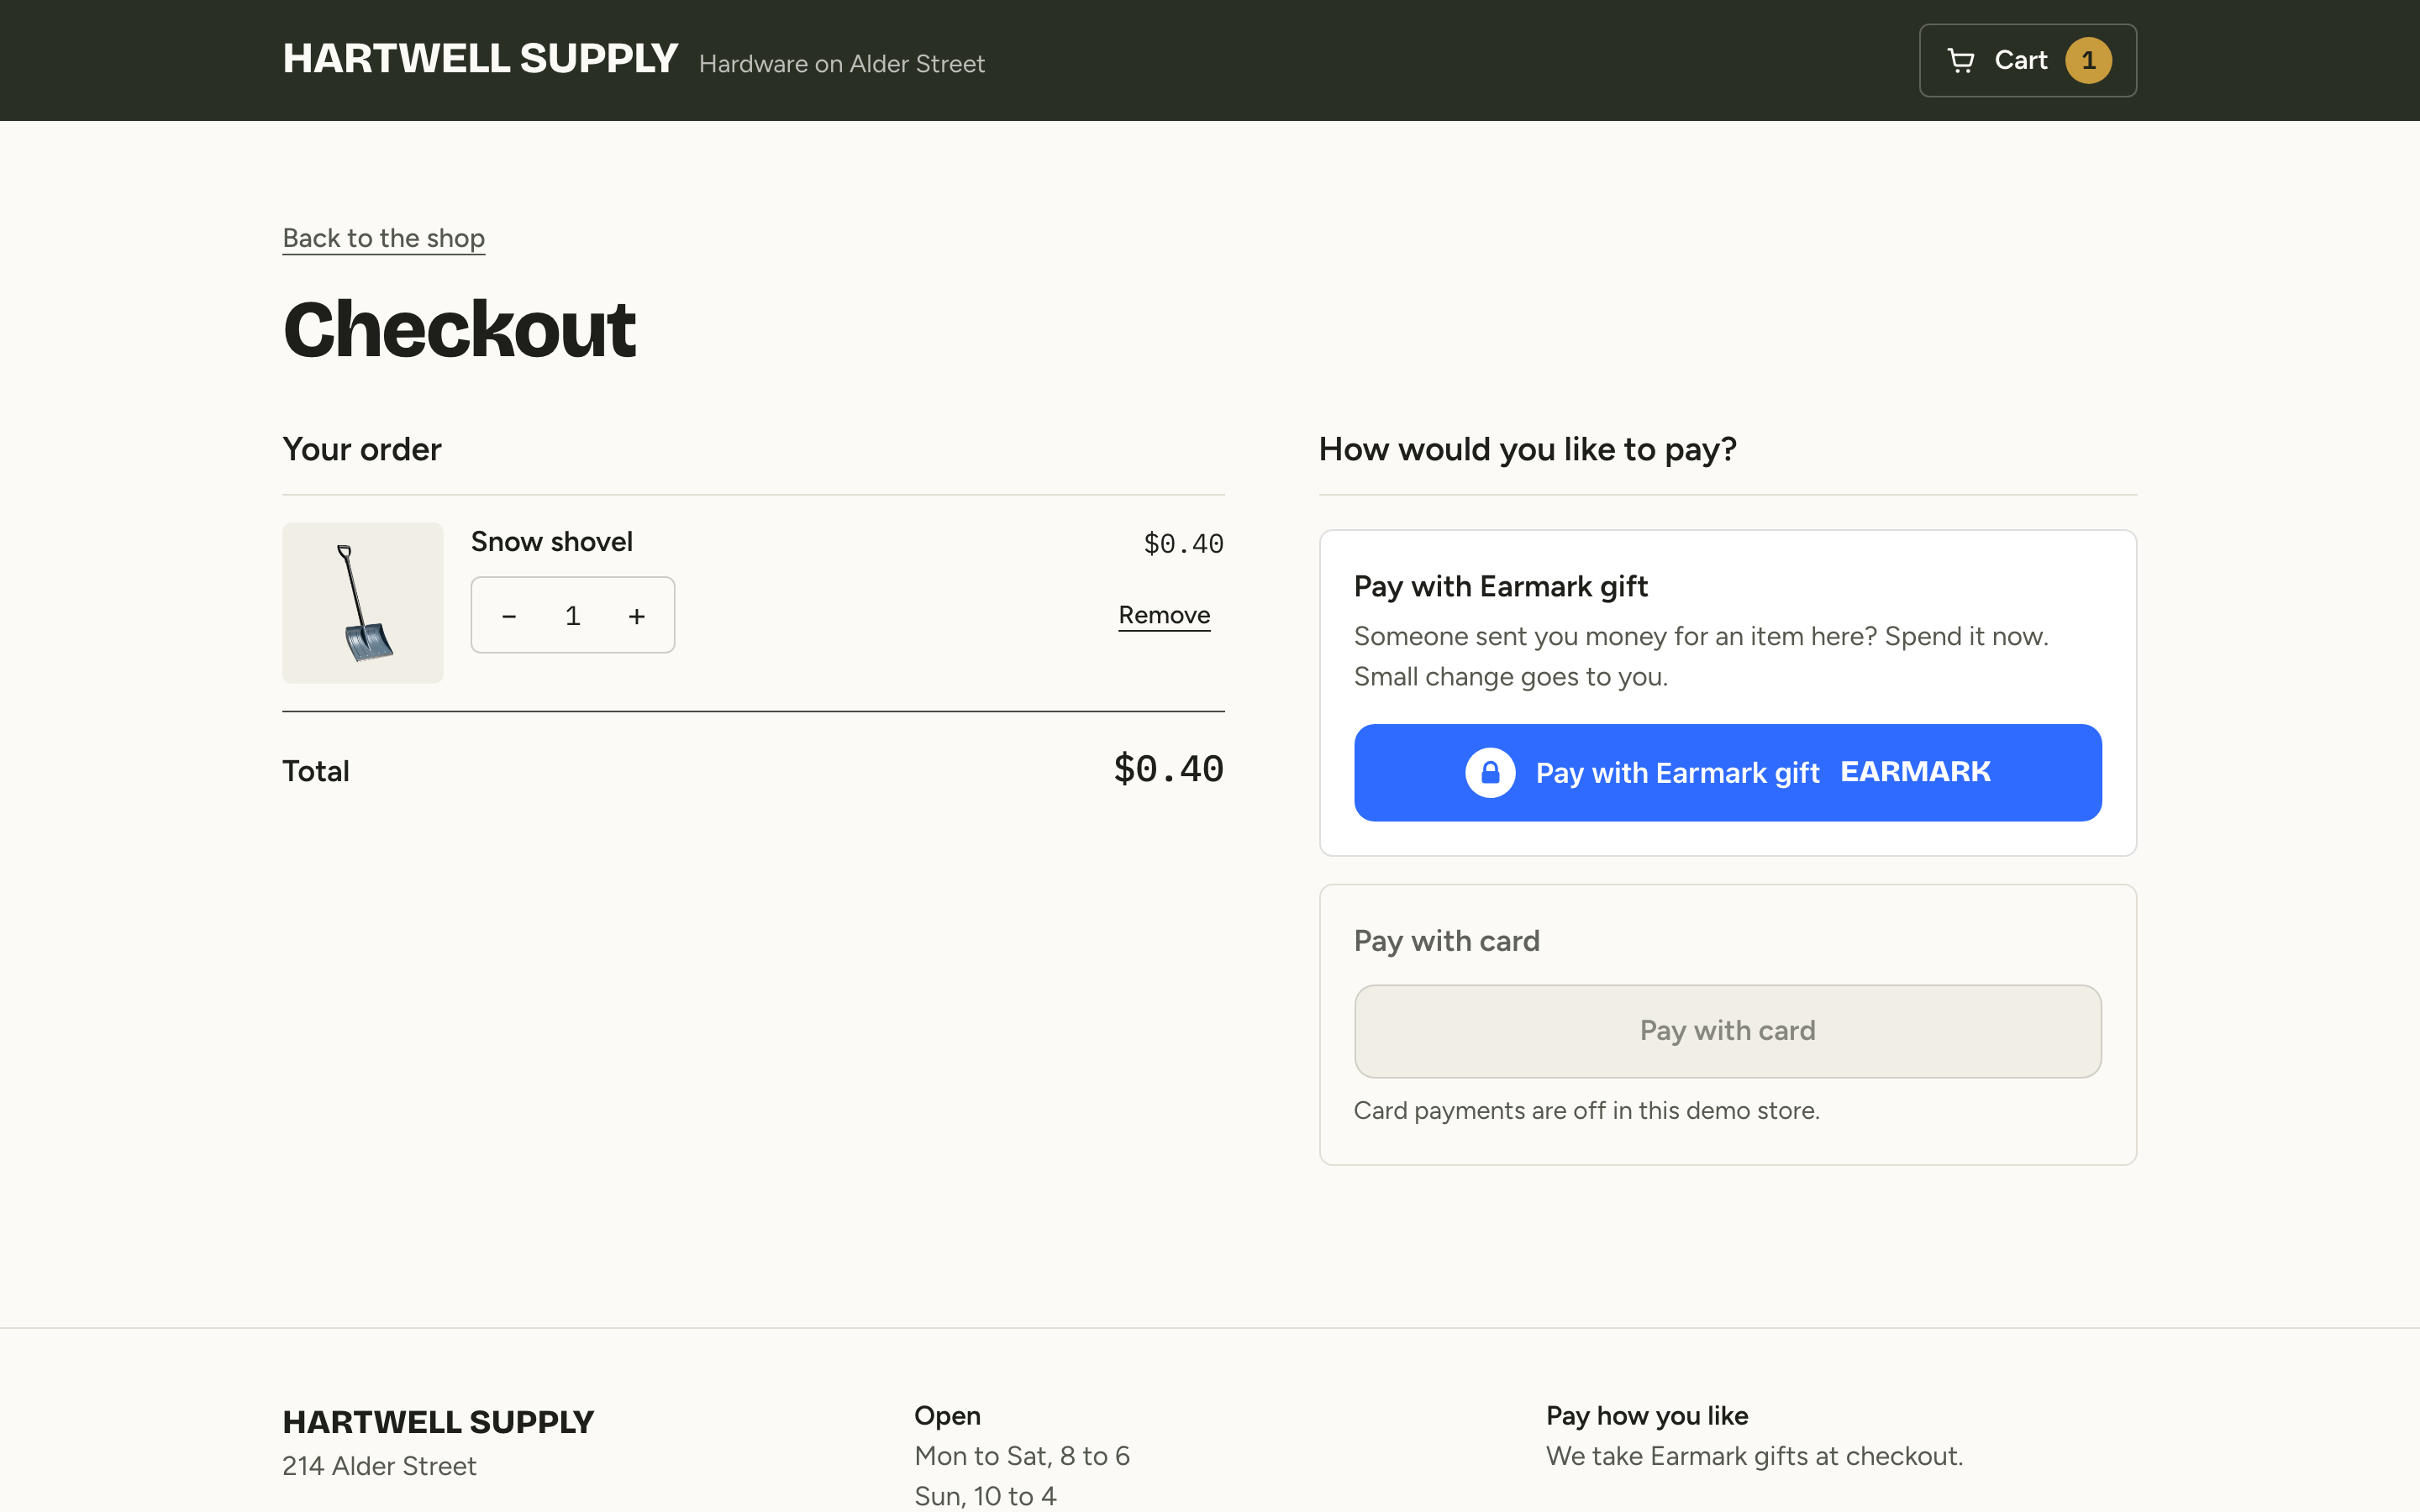 HARTWELL SUPPLY Hardware on Alder Street
Cart 1
Back to the shop
Checkout
Your order
Snow shovel
$0.40
− 1 +
Remove
Total
$0.40
How would you like to pay?
Pay with Earmark gift
Someone sent you money for an item here? Spend it now.
Small change goes to you.
Pay with Earmark gift EARMARK
Pay with card
Pay with card
Card payments are off in this demo store.
HARTWELL SUPPLY
214 Alder Street
Open
Mon to Sat, 8 to 6
Sun, 10 to 4
Pay how you like
We take Earmark gifts at checkout.